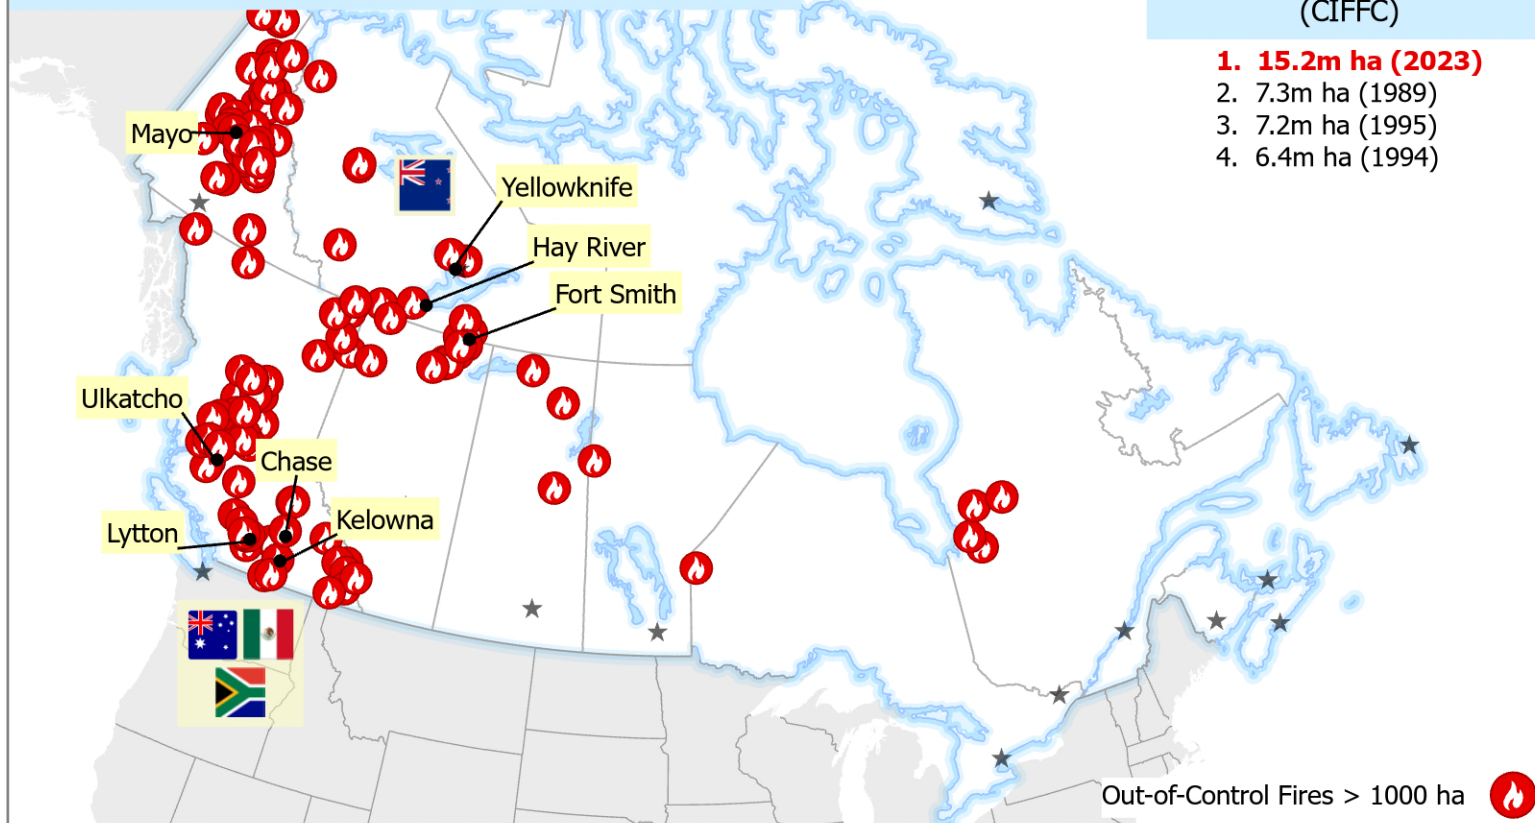 (CIFFC)
1. 15.2m ha (2023)
2. 7.3m ha (1989)
3. 7.2m ha (1995)
4. 6.4m ha (1994)
Mayo
Yellowknife
Hay River
Fort Smith
Ulkatcho
Chase
Kelowna
Lytton
Out-of-Control Fires > 1000 ha